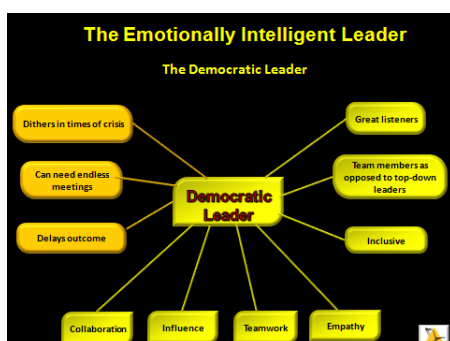 The Emotionally Intelligent Leader
The Democratic Leader
Dithers in times of crisis
Can need endless
meetings
Delays outcome
Democratic
Leader
Great listeners
Team members as
opposed to top-down
leaders
Inclusive
Collaboration
Influence
Teamwork
Empathy